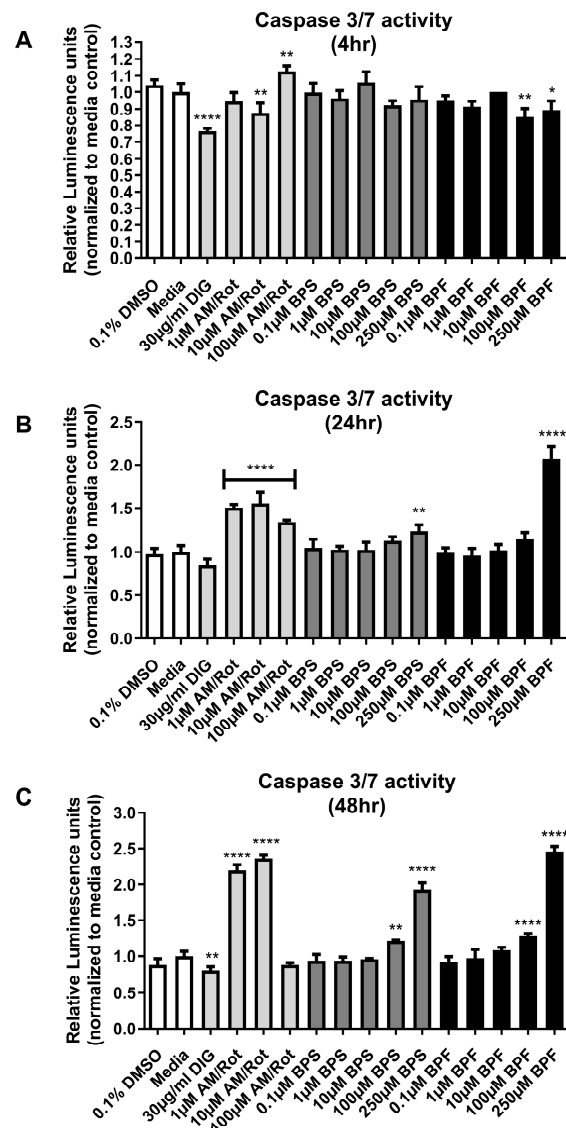 A
Caspase 3/7 activity
(4hr)
Relative Luminescence units
(normalized to media control)
1.3
1.2
1.1
1.0
0.9
0.8
0.7
0.6
0.5
0.4
0.3
0.2
0.1
0.0
****
**
**
**
*
0.1% DMSO
Media
30µg/ml DIG
1µM AM/Rot
10µM AM/Rot
100µM AM/Rot
0.1µM BPS
1µM BPS
10µM BPS
100µM BPS
250µM BPS
0.1µM BPF
1µM BPF
10µM BPF
100µM BPF
250µM BPF
B
Caspase 3/7 activity
(24hr)
Relative Luminescence units
(normalized to media control)
2.5
2.0
1.5
1.0
0.5
0.0
****
**
****
0.1% DMSO
Media
30µg/ml DIG
1µM AM/Rot
10µM AM/Rot
100µM AM/Rot
0.1µM BPS
1µM BPS
10µM BPS
100µM BPS
250µM BPS
0.1µM BPF
1µM BPF
10µM BPF
100µM BPF
250µM BPF
C
Caspase 3/7 activity
(48hr)
Relative Luminescence units
(normalized to media control)
3.0
2.5
2.0
1.5
1.0
0.5
0.0
**
****
****
**
****
****
****
0.1% DMSO
Media
30µg/ml DIG
1µM AM/Rot
10µM AM/Rot
100µM AM/Rot
0.1µM BPS
1µM BPS
10µM BPS
100µM BPS
250µM BPS
0.1µM BPF
1µM BPF
10µM BPF
100µM BPF
250µM BPF